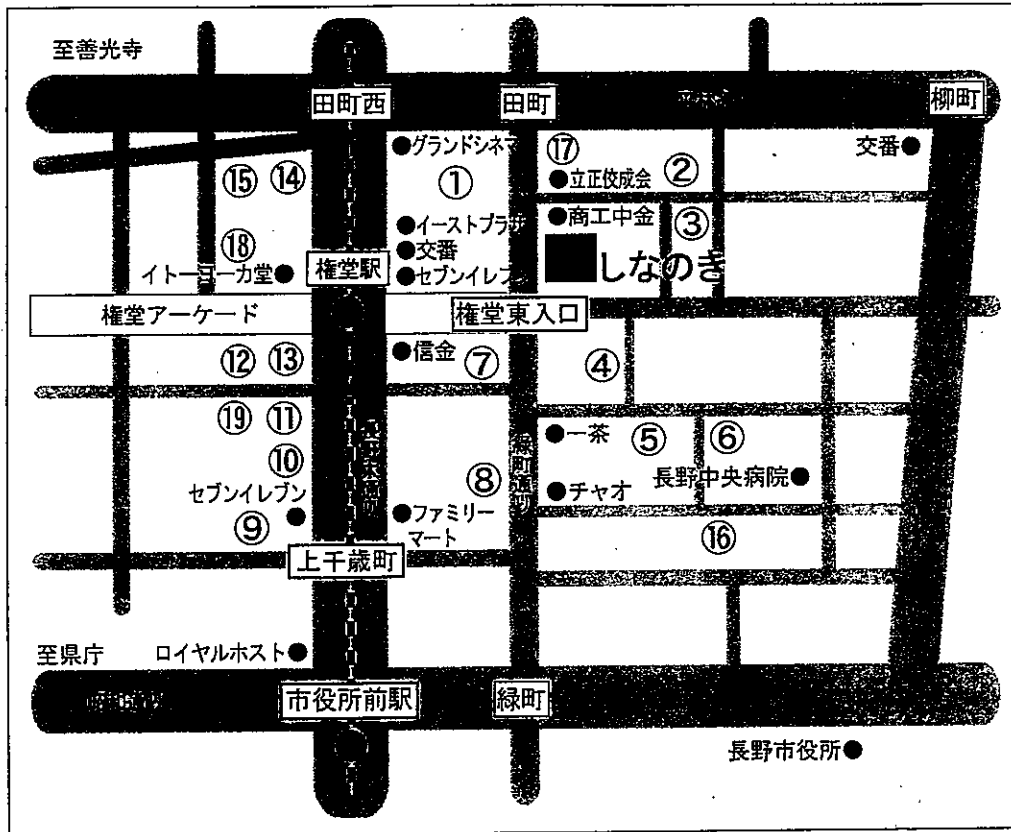 至善光寺
田町西
田町
柳町
●グランドシネマ
⑰
交番●
⑮
⑭
①
●立正佼成会
②
●商工中金
③
●イーストプラザ
⑱
●交番
しなのき
イトーヨーカ堂●
権堂駅
●セブンイレブ
権堂アーケード
権堂東入口
⑫
⑬
●信金
⑦
④
⑲
⑪
●一茶
⑤
⑥
⑩
緑町通り
⑧
長野中央病院●
セブンイレブン
●チャオ
⑨
●ファミリー
マート
⑯
上千歳町
至県庁
ロイヤルホスト●
市役所前駅
緑町
長野市役所●